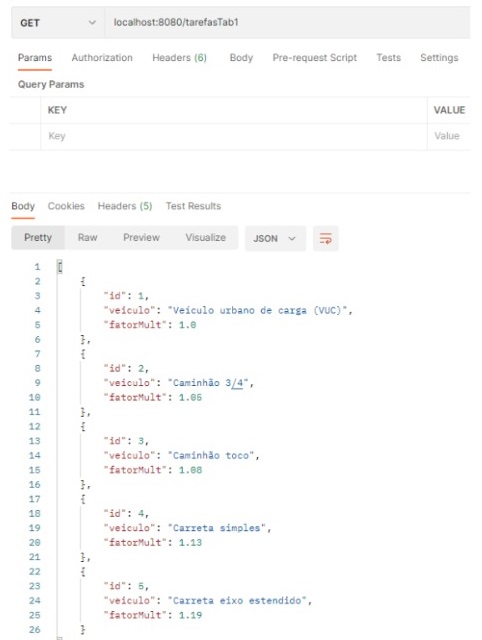 GET localhost:8080/tarefasTab1
Params Authorization Headers (6) Body Pre-request Script Tests Settings
Query Params
KEY VALUE
Key Value
Body Cookies Headers (5) Test Results
Pretty Raw Preview Visualize JSON
1 [
2 {
3 "id": 1,
4 "veiculo": "Veículo urbano de carga (VUC)",
5 "fatorMult": 1.0
6 },
7 {
8 "id": 2,
9 "veiculo": "Caminhão 3/4",
10 "fatorMult": 1.05
11 },
12 {
13 "id": 3,
14 "veiculo": "Caminhão toco",
15 "fatorMult": 1.08
16 },
17 {
18 "id": 4,
19 "veiculo": "Carreta simples",
20 "fatorMult": 1.13
21 },
22 {
23 "id": 5,
24 "veiculo": "Carreta eixo estendido",
25 "fatorMult": 1.19
26 }